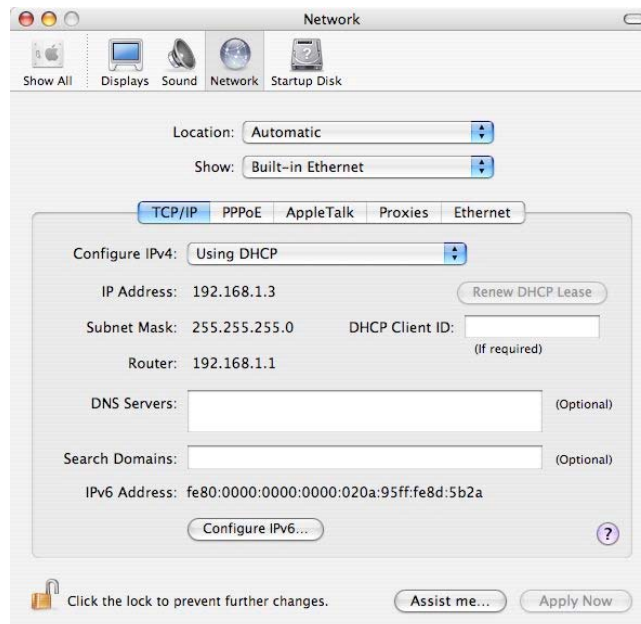 Network
Show All Displays Sound Network Startup Disk
Location: Automatic
Show: Built-in Ethernet
TCP/IP PPPoE AppleTalk Proxies Ethernet
Configure IPv4: Using DHCP
IP Address: 192.168.1.3 Renew DHCP Lease
Subnet Mask: 255.255.255.0 DHCP Client ID:
(If required)
Router: 192.168.1.1
DNS Servers: (Optional)
Search Domains: (Optional)
IPv6 Address: fe80:0000:0000:0000:020a:95ff:fe8d:5b2a
Configure IPv6...
?
Click the lock to prevent further changes. Assist me... Apply Now